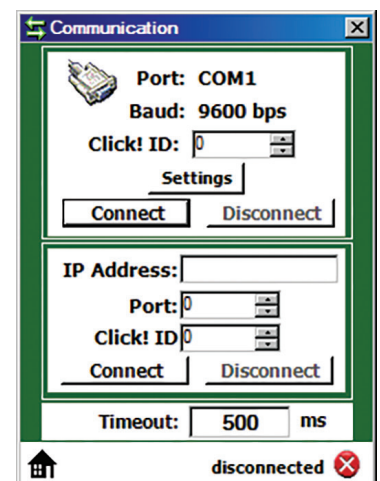 Communication
Port: COM1
Baud: 9600 bps
Click! ID: 0
Settings
Connect Disconnect
IP Address:
Port: 0
Click! ID 0
Connect Disconnect
Timeout: 500 ms
disconnected